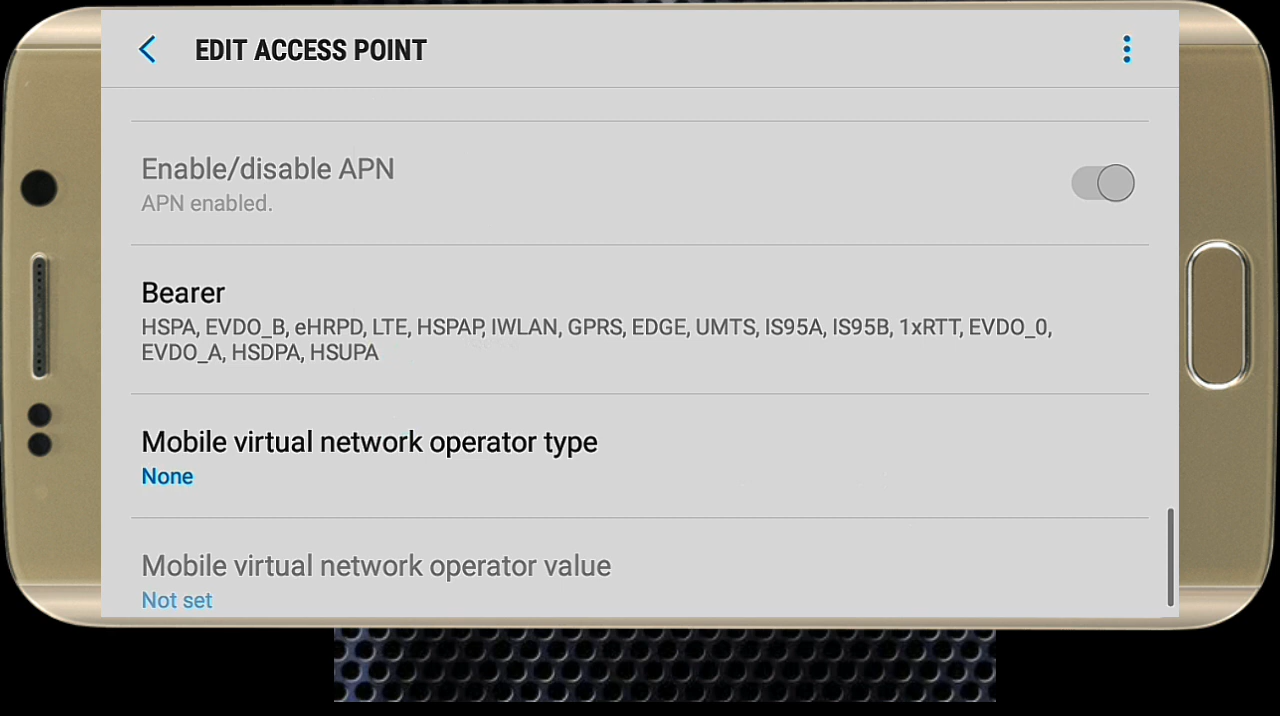 EDIT ACCESS POINT
Enable/disable APN
APN enabled.
Bearer
HSPA, EVDO_B, eHRPD, LTE, HSPAP, IWLAN, GPRS, EDGE, UMTS, IS95A, IS95B, 1xRTT, EVDO_0,
EVDO_A, HSDPA, HSUPA
Mobile virtual network operator type
None
Mobile virtual network operator value
Not set